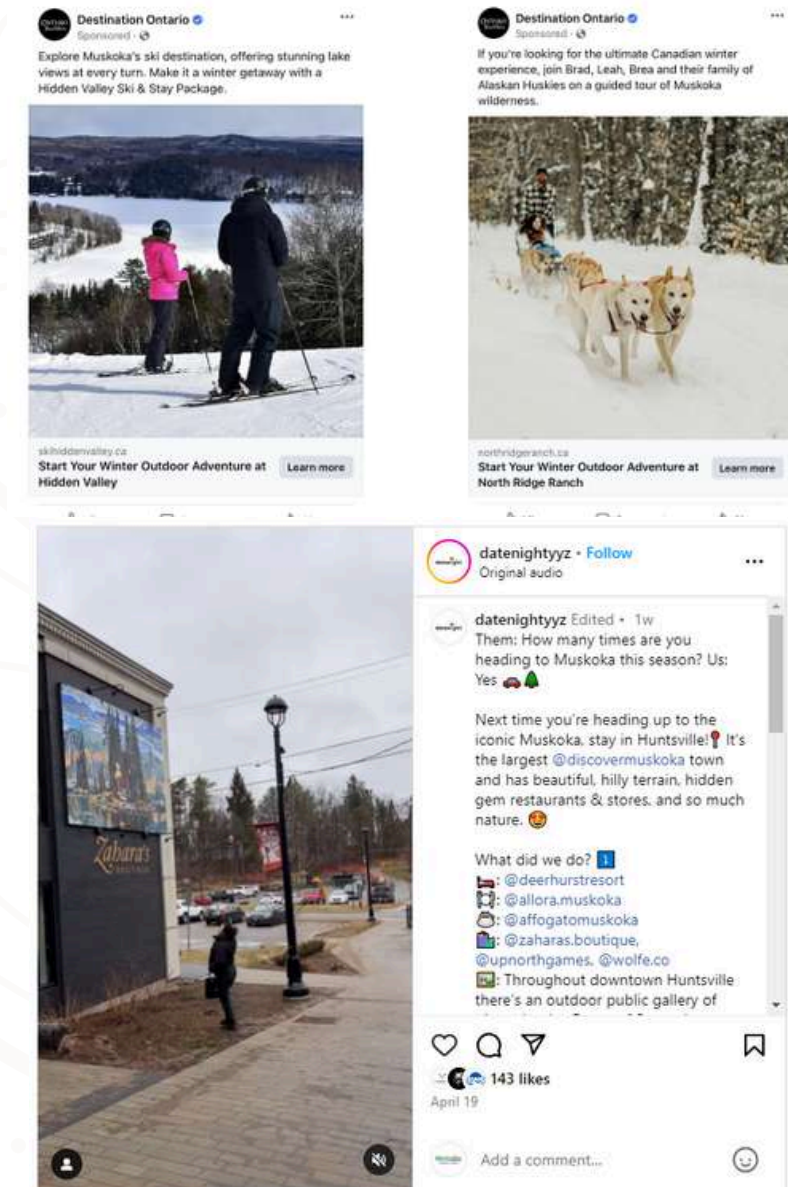 Destination Ontario
Sponsored ·
Explore Muskoka's ski destination, offering stunning lake
views at every turn. Make it a winter getaway with a
Hidden Valley Ski & Stay Package.
skihiddenvalley.ca
Start Your Winter Outdoor Adventure at
Hidden Valley
Learn more
Destination Ontario
Sponsored ·
If you're looking for the ultimate Canadian winter
experience, join Brad, Leah, Brea and their family of
Alaskan Huskies on a guided tour of Muskoka
wilderness.
northridgeranch.ca
Start Your Winter Outdoor Adventure at
North Ridge Ranch
Learn more
Zahara's
datenightyyz • Follow
Original audio
datenightyyz Edited • 1w
Them: How many times are you
heading to Muskoka this season? Us:
Yes 🚗🌲
Next time you're heading up to the
iconic Muskoka, stay in Huntsville!📍 It's
the largest @discovermuskoka town
and has beautiful, hilly terrain, hidden
gem restaurants & stores, and so much
nature. 🤩
What did we do? 1️⃣
🛏️: @deerhurstresort
🍽️: @allora.muskoka
@affogatomuskoka
🛍️: @zaharas.boutique,
@upnorthgames, @wolfe.co
🖼️: Throughout downtown Huntsville
there's an outdoor public gallery of
143 likes
April 19
Add a comment...